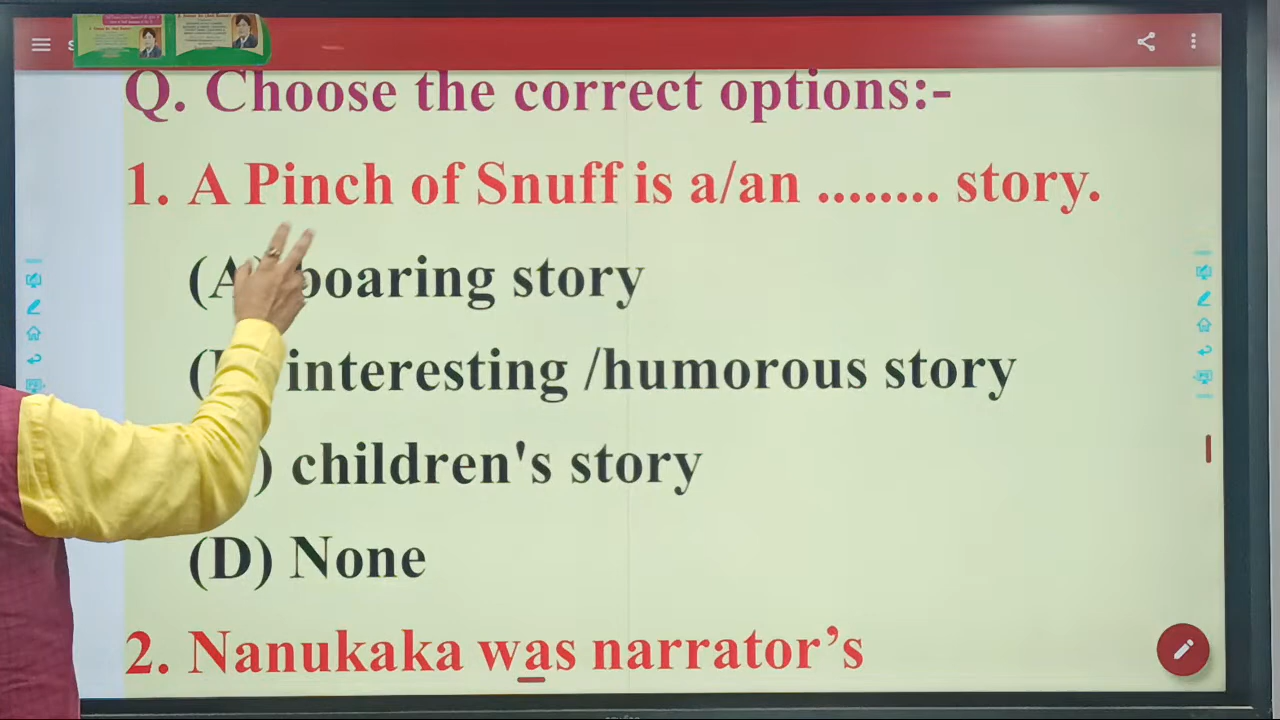 Q. Choose the correct options:-
1. A Pinch of Snuff is a/an ........ story.
(A) boaring story
( interesting /humorous story
) children's story
(D) None
2. Nanukaka was narrator’s